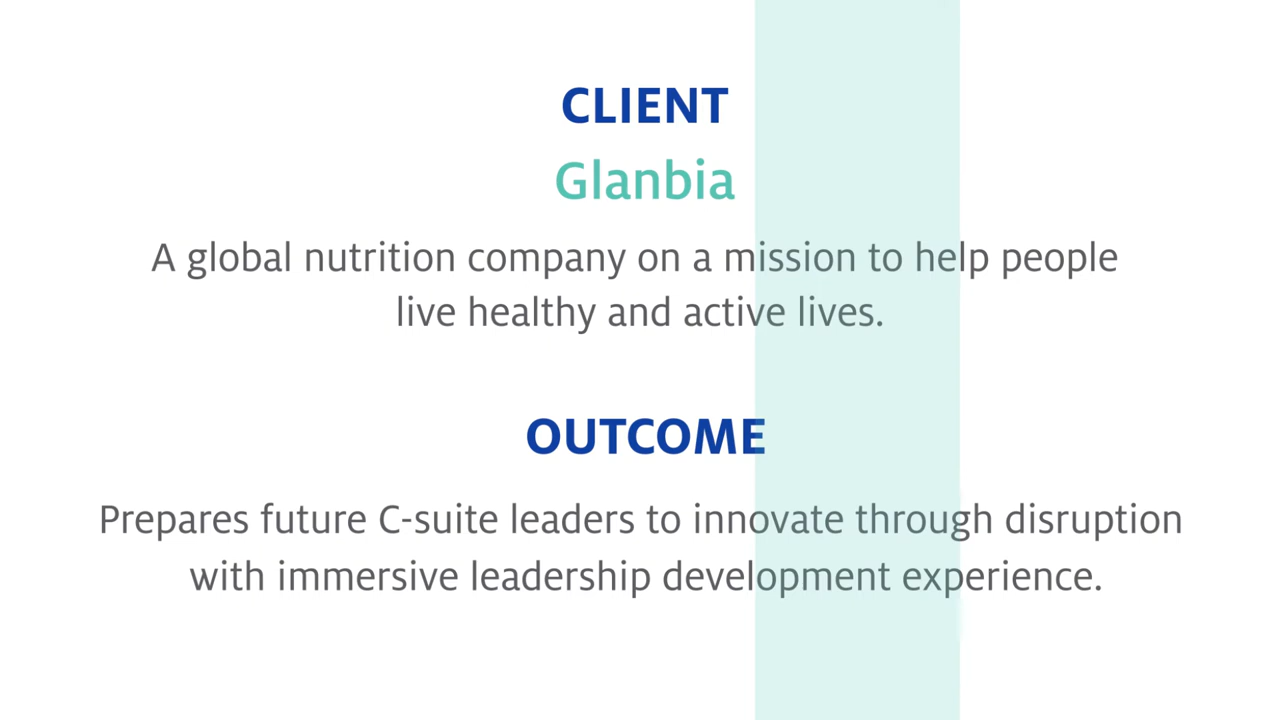 CLIENT
Glanbia
A global nutrition company on a mission to help people
live healthy and active lives.
OUTCOME
Prepares future C-suite leaders to innovate through disruption
with immersive leadership development experience.